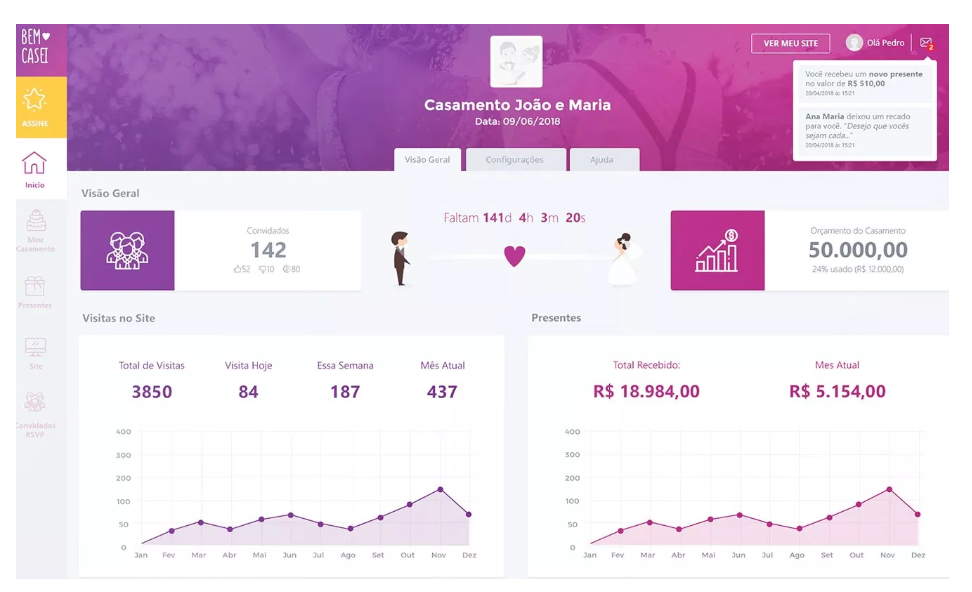 BEM♥
CASEI
VER MEU SITE
Olá Pedro
2
Você recebeu um novo presente
no valor de R$ 510,00
20/04/2018 às 15:21
Ana Maria deixou um recado
para você. "Desejo que vocês
sejam cada..."
20/04/2018 às 15:21
Casamento João e Maria
Data: 09/06/2018
Visão Geral
Configurações
Ajuda
ASSINE
Início
Meu
Casamento
Presentes
Site
Convidados
RSVP
Visão Geral
Convidados
142
52 10 80
Faltam 141d 4h 3m 20s
Orçamento do Casamento
50.000,00
24% usado (R$ 12.000,00)
Visitas no Site
Total de Visitas
3850
Visita Hoje
84
Essa Semana
187
Mês Atual
437
400
300
200
100
50
0
Jan Fev Mar Abr Mai Jun Jul Ago Set Out Nov Dez
Presentes
Total Recebido:
R$ 18.984,00
Mes Atual
R$ 5.154,00
400
300
200
100
50
0
Jan Fev Mar Abr Mai Jun Jul Ago Set Out Nov Dez